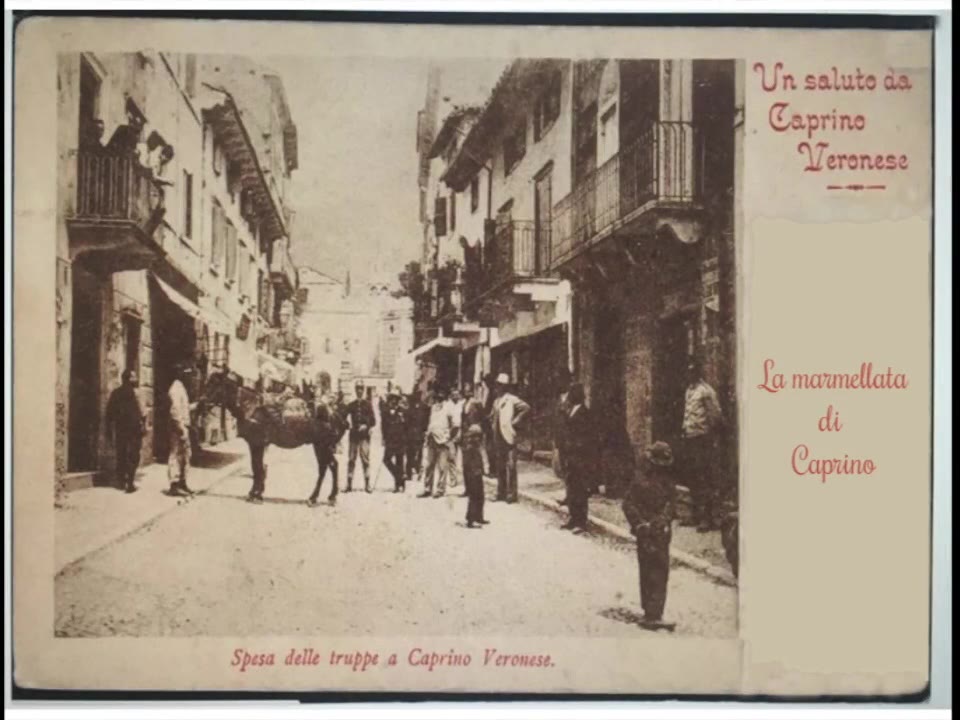 Un saluto da
Caprino
Veronese
La marmellata
di
Caprino
Spesa delle truppe a Caprino Veronese.